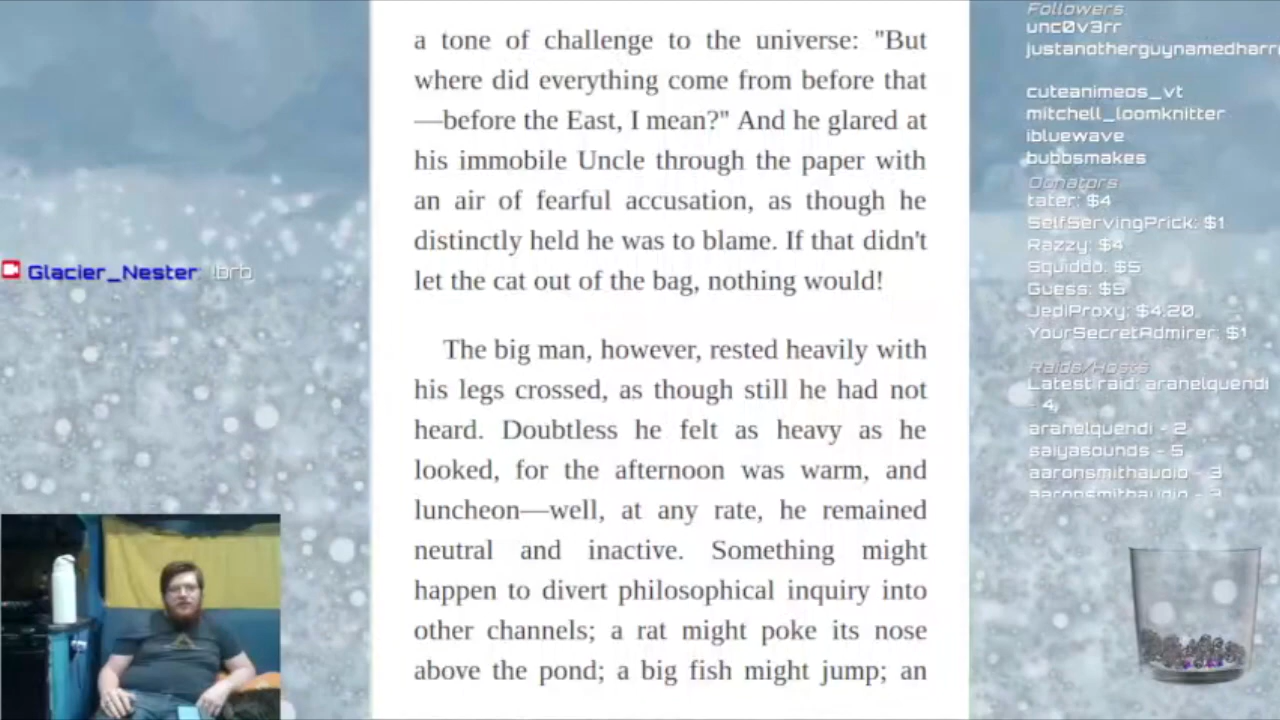 a tone of challenge to the universe: "But
where did everything come from before that
—before the East, I mean?" And he glared at
his immobile Uncle through the paper with
an air of fearful accusation, as though he
distinctly held he was to blame. If that didn't
let the cat out of the bag, nothing would!
The big man, however, rested heavily with
his legs crossed, as though still he had not
heard. Doubtless he felt as heavy as he
looked, for the afternoon was warm, and
luncheon—well, at any rate, he remained
neutral and inactive. Something might
happen to divert philosophical inquiry into
other channels; a rat might poke its nose
above the pond; a big fish might jump; an
Glacier_Nester: !brb
Followers
unc0v3rr
justanotherguynamedharr
cuteanimeos_vt
mitchell_loomknitter
ibluewave
bubbsmakes
Donators
tater: $4
SelfServingPrick: $1
Razzy: $4
Squiddo: $5
Guess: $5
JediProxy: $4.20
YourSecretAdmirer: $1
Raids/Hosts
Latest raid: aranelquendi
- 4,
aranelquendi - 2
saiyasounds - 5
aaronsmithaudio - 3